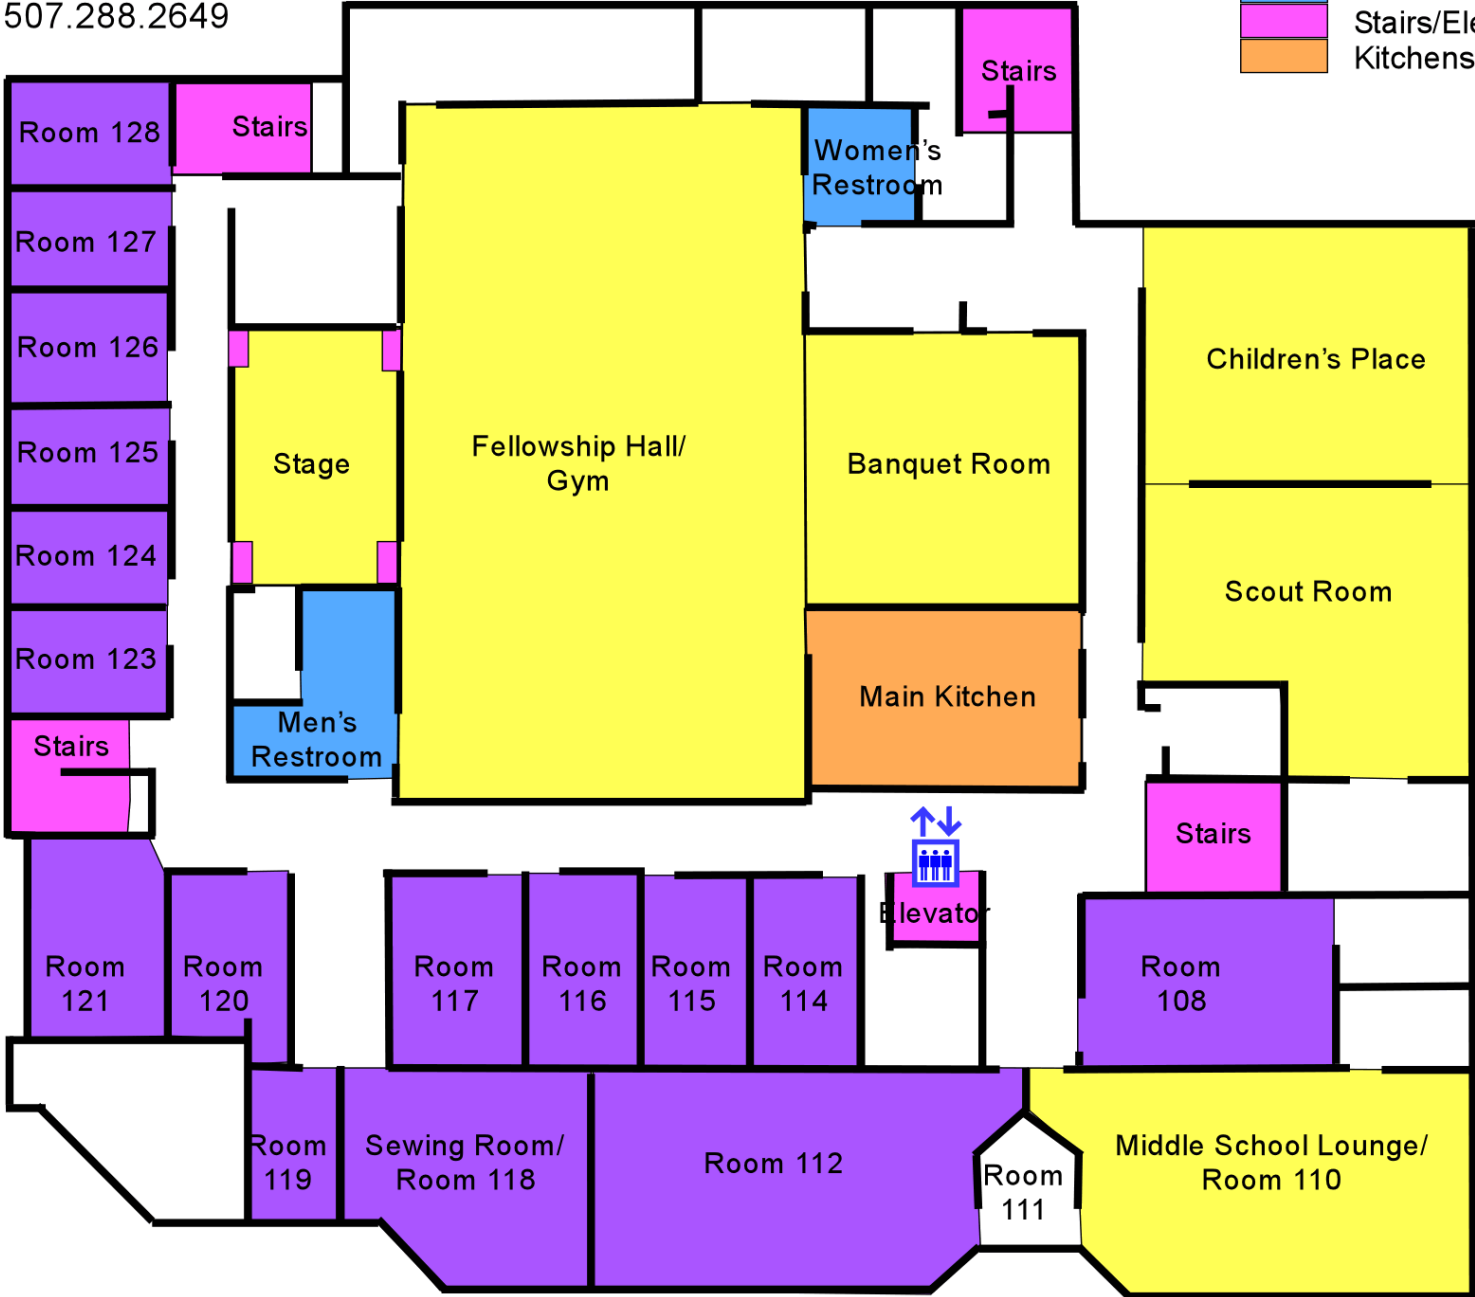 507.288.2649
Stairs/Ele
Kitchens
Stairs
Room 128
Stairs
Women's
Restroom
Room 127
Room 126
Children's Place
Fellowship Hall/
Gym
Room 125
Stage
Banquet Room
Room 124
Scout Room
Room 123
Main Kitchen
Men's
Restroom
Stairs
Stairs
Elevator
Room
121
Room
120
Room
117
Room
116
Room
115
Room
114
Room
108
Room
119
Sewing Room/
Room 118
Room 112
Room
111
Middle School Lounge/
Room 110